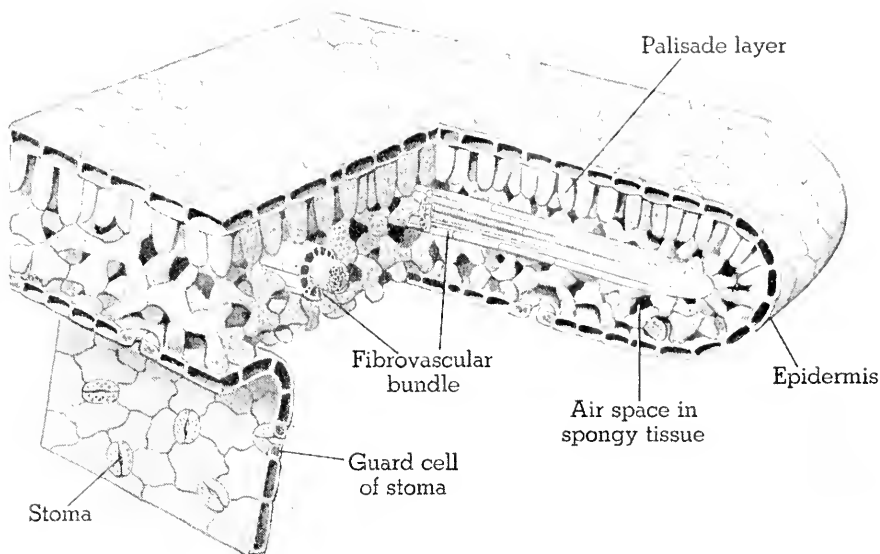 Palisade layer
Fibrovascular
bundle
Epidermis
Air space in
spongy tissue
Guard cell
of stoma
Stoma